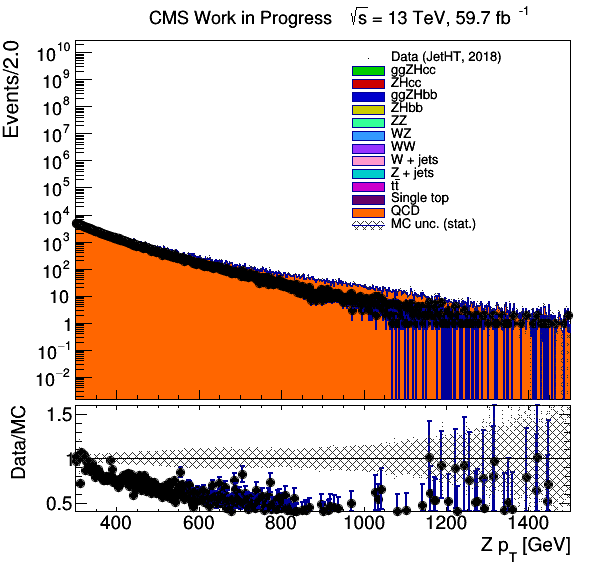 CMS Work in Progress √s = 13 TeV, 59.7 fb⁻¹
Events/2.0
10¹⁰
10⁹
10⁸
10⁷
10⁶
10⁵
10⁴
10³
10²
10
1
10⁻¹
10⁻²
Data (JetHT, 2018)
ggZHcc
ZHcc
ggZHbb
ZHbb
ZZ
WZ
WW
W + jets
Z + jets
tt̄
Single top
QCD
MC unc. (stat.)
Data/MC
1.5
1
0.5
400 600 800 1000 1200 1400
Z p_T [GeV]